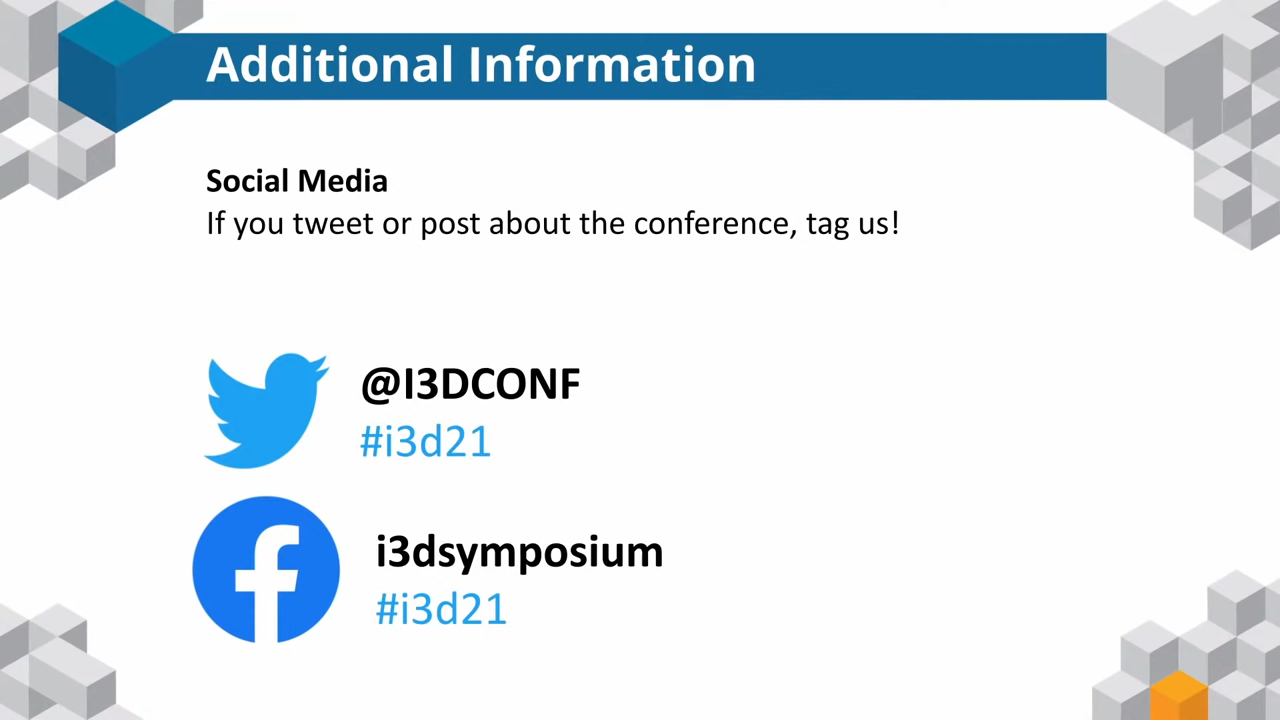 Additional Information
Social Media
If you tweet or post about the conference, tag us!
@I3DCONF
#i3d21
i3dsymposium
#i3d21